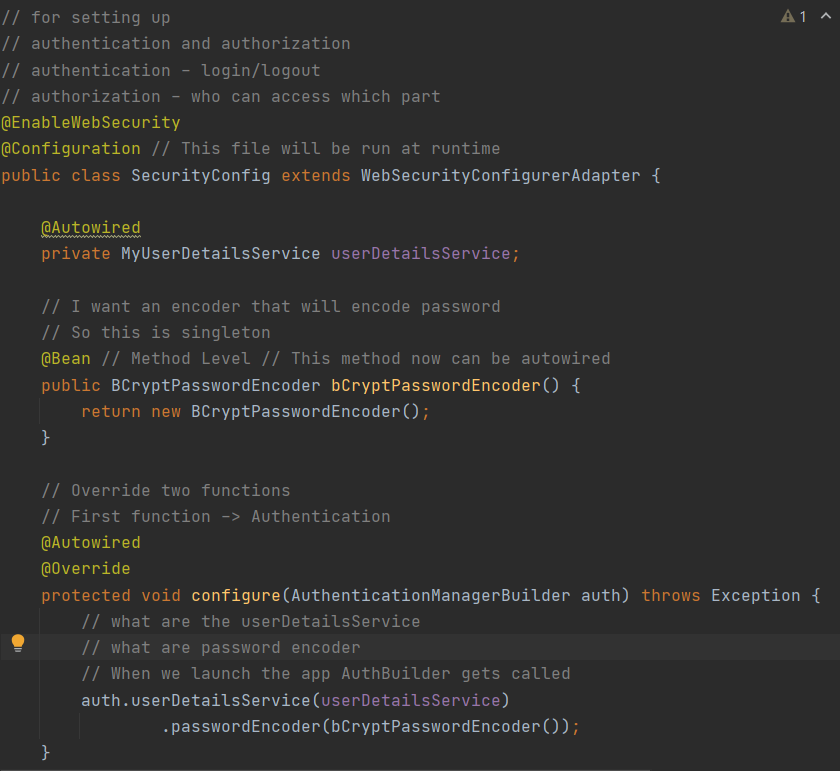 // for setting up
1
// authentication and authorization
// authentication – login/logout
// authorization – who can access which part
@EnableWebSecurity
@Configuration // This file will be run at runtime
public class SecurityConfig extends WebSecurityConfigurerAdapter {
@Autowired
private MyUserDetailsService userDetailsService;
// I want an encoder that will encode password
// So this is singleton
@Bean // Method Level // This method now can be autowired
public BCryptPasswordEncoder bCryptPasswordEncoder() {
return new BCryptPasswordEncoder();
}
// Override two functions
// First function –> Authentication
@Autowired
@Override
protected void configure(AuthenticationManagerBuilder auth) throws Exception {
// what are the userDetailsService
// what are password encoder
// When we launch the app AuthBuilder gets called
auth.userDetailsService(userDetailsService)
.passwordEncoder(bCryptPasswordEncoder());
}